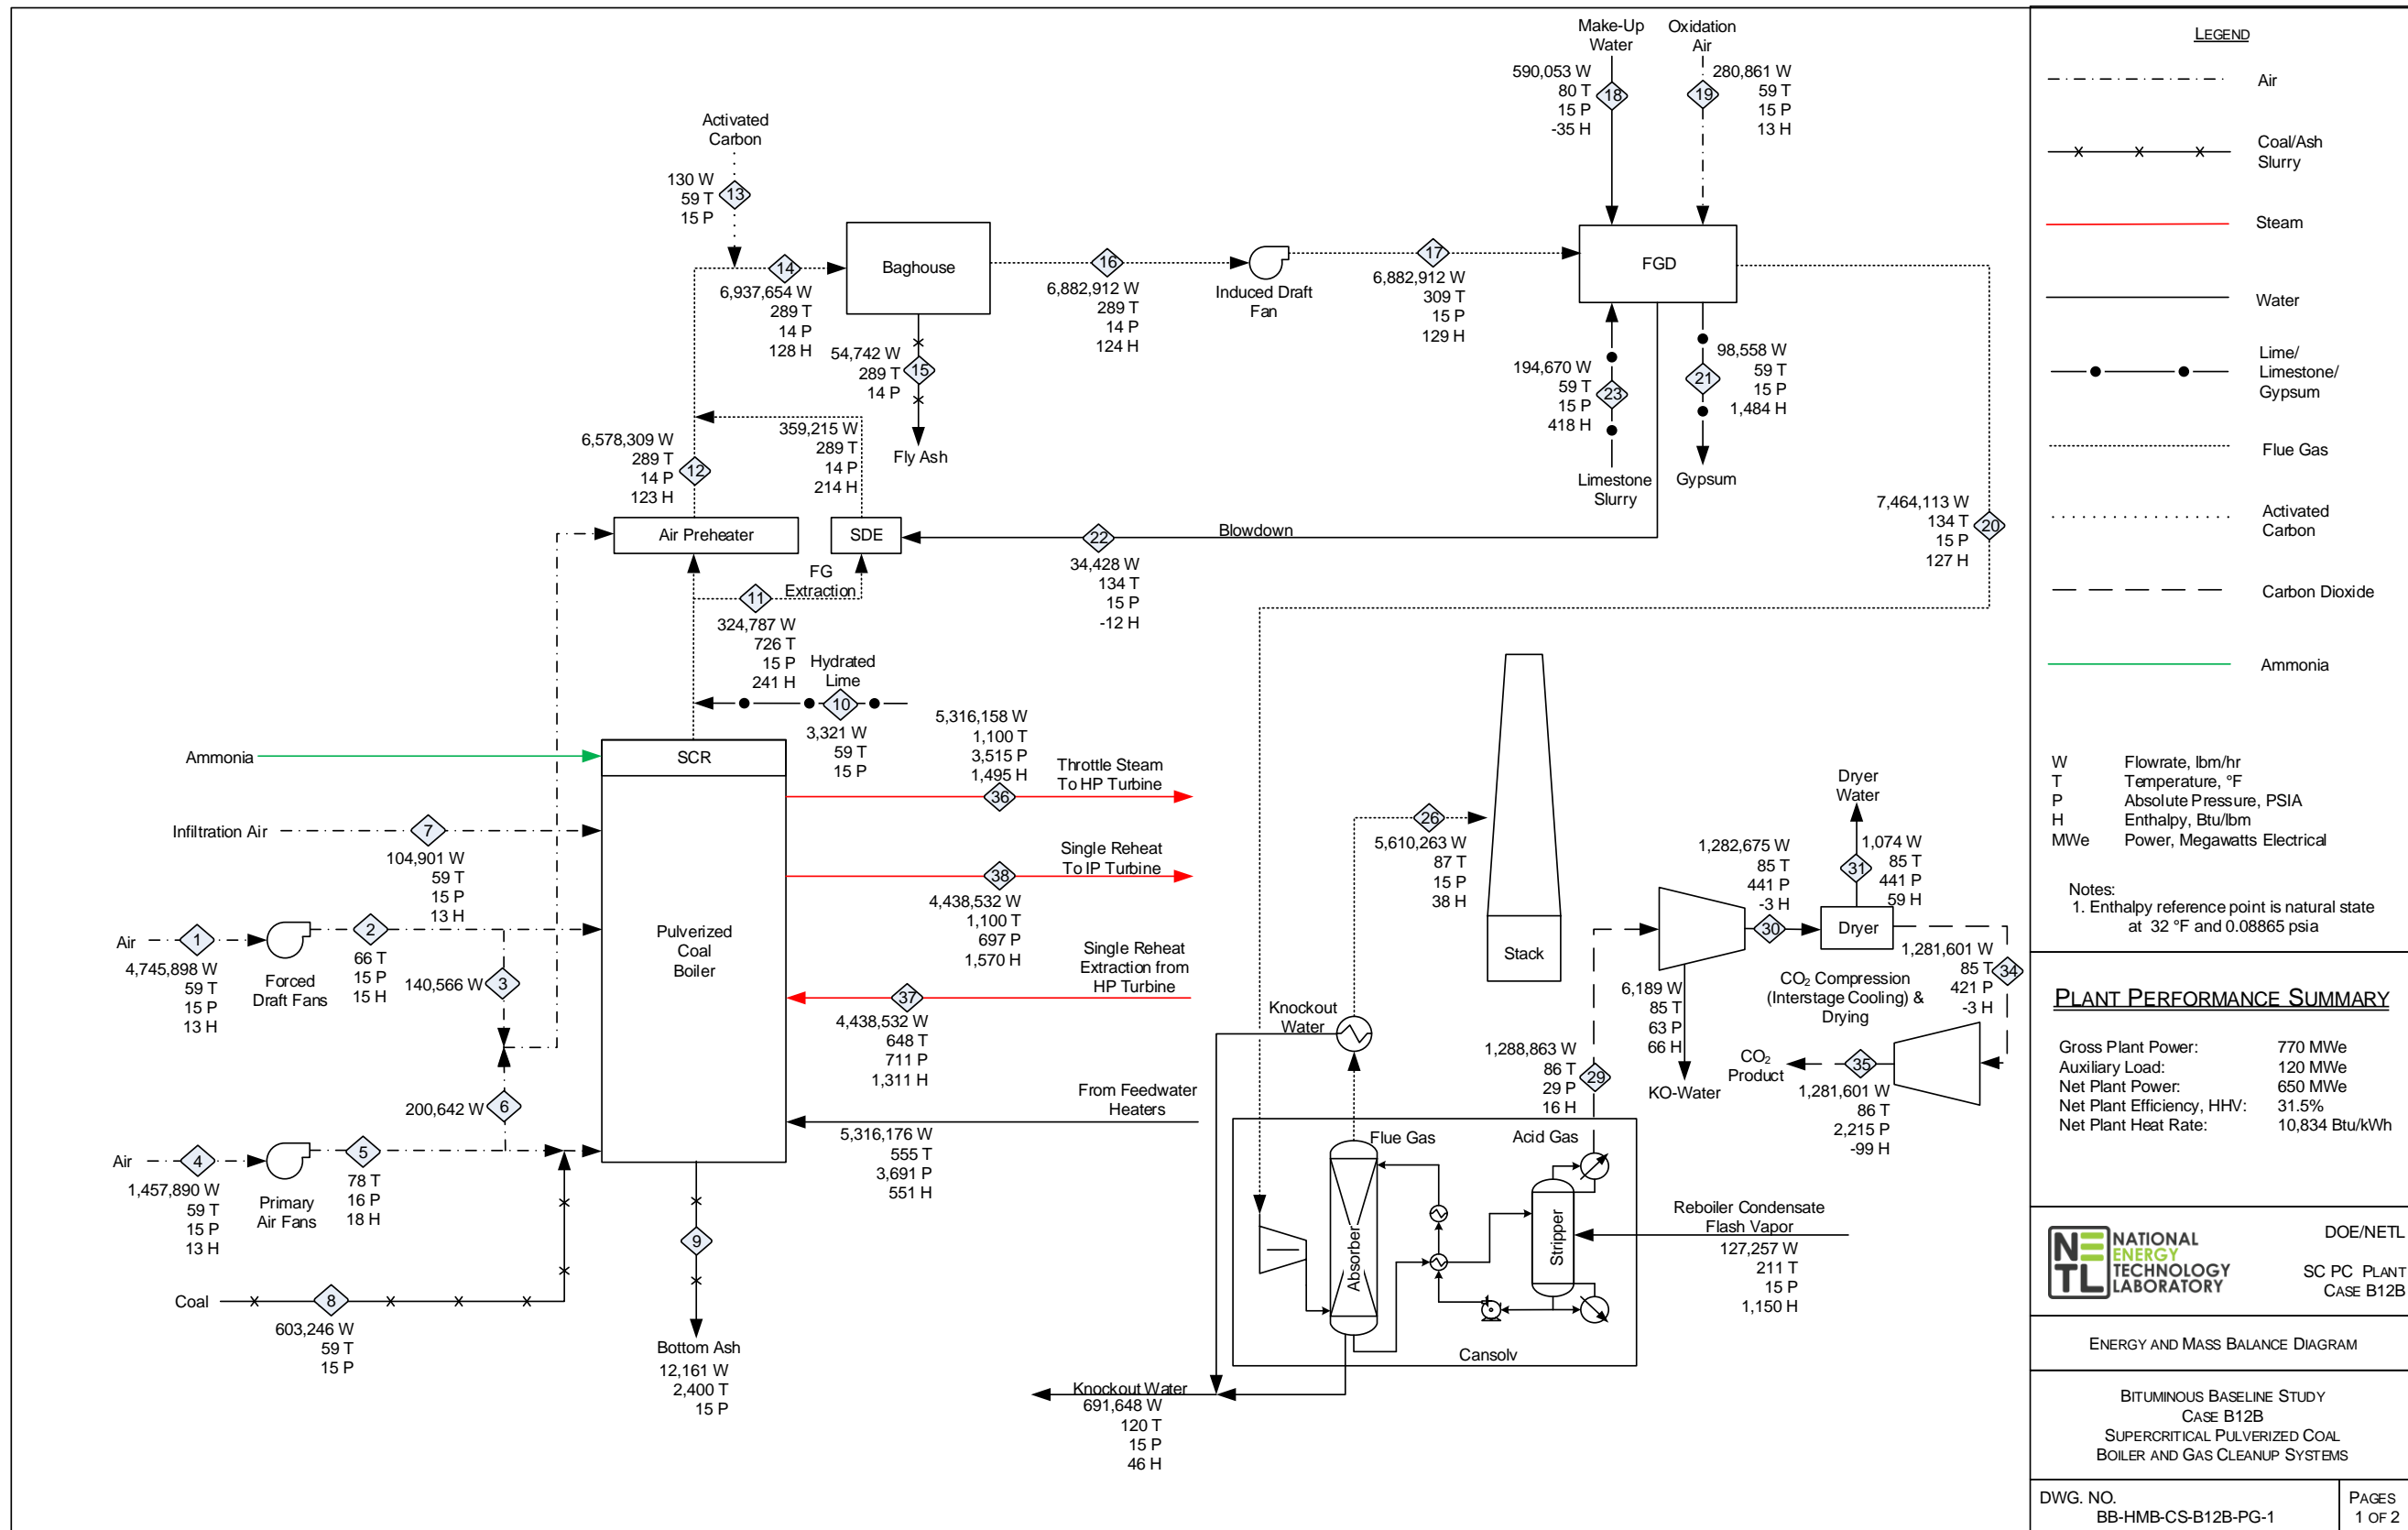 Make-Up
Water
590,053 W
80 T
15 P
-35 H
18
Oxidation
Air
280,861 W
59 T
15 P
13 H
19
Activated
Carbon
130 W
59 T
15 P
13
14
6,937,654 W
289 T
14 P
128 H
Baghouse
16
6,882,912 W
289 T
14 P
124 H
Induced Draft
Fan
17
6,882,912 W
309 T
15 P
129 H
FGD
54,742 W
289 T
14 P
15
Fly Ash
194,670 W
59 T
15 P
418 H
23
Limestone
Slurry
98,558 W
59 T
15 P
1,484 H
21
Gypsum
6,578,309 W
289 T
14 P
123 H
12
359,215 W
289 T
14 P
214 H
Air Preheater
SDE
22
Blowdown
34,428 W
134 T
15 P
-12 H
7,464,113 W
134 T
15 P
127 H
20
FG
Extraction
11
324,787 W
726 T
15 P
241 H
Hydrated
Lime
10
3,321 W
59 T
15 P
Ammonia
SCR
5,316,158 W
1,100 T
3,515 P
1,495 H
36
Throttle Steam
To HP Turbine
Infiltration Air
7
104,901 W
59 T
15 P
13 H
Single Reheat
To IP Turbine
38
4,438,532 W
1,100 T
697 P
1,570 H
Air
1
4,745,898 W
59 T
15 P
13 H
Forced
Draft Fans
2
66 T
15 P
15 H
140,566 W
3
Pulverized
Coal
Boiler
Single Reheat
Extraction from
HP Turbine
37
4,438,532 W
648 T
711 P
1,311 H
200,642 W
6
From Feedwater
Heaters
5,316,176 W
555 T
3,691 P
551 H
Air
4
1,457,890 W
59 T
15 P
13 H
Primary
Air Fans
5
78 T
16 P
18 H
Coal
8
603,246 W
59 T
15 P
9
Bottom Ash
12,161 W
2,400 T
15 P
26
5,610,263 W
87 T
15 P
38 H
Stack
Knockout
Water
1,288,863 W
86 T
29 P
16 H
29
1,282,675 W
85 T
441 P
-3 H
30
Dryer
Water
1,074 W
85 T
441 P
59 H
31
Dryer
1,281,601 W
85 T
421 P
-3 H
34
CO2 Compression
(Interstage Cooling) &
Drying
6,189 W
85 T
63 P
66 H
KO-Water
CO2
Product
35
1,281,601 W
86 T
2,215 P
-99 H
Flue Gas
Acid Gas
Absorber
Stripper
Cansolv
Reboiler Condensate
Flash Vapor
127,257 W
211 T
15 P
1,150 H
Knockout Water
691,648 W
120 T
15 P
46 H
LEGEND
Air
Coal/Ash
Slurry
Steam
Water
Lime/
Limestone/
Gypsum
Flue Gas
Activated
Carbon
Carbon Dioxide
Ammonia
W Flowrate, lbm/hr
T Temperature, °F
P Absolute Pressure, PSIA
H Enthalpy, Btu/lbm
MWe Power, Megawatts Electrical
Notes:
1. Enthalpy reference point is natural state
at 32 °F and 0.08865 psia
PLANT PERFORMANCE SUMMARY
Gross Plant Power: 770 MWe
Auxiliary Load: 120 MWe
Net Plant Power: 650 MWe
Net Plant Efficiency, HHV: 31.5%
Net Plant Heat Rate: 10,834 Btu/kWh
NETL
NATIONAL
ENERGY
TECHNOLOGY
LABORATORY
DOE/NETL
SC PC PLANT
CASE B12B
ENERGY AND MASS BALANCE DIAGRAM
BITUMINOUS BASELINE STUDY
CASE B12B
SUPERCRITICAL PULVERIZED COAL
BOILER AND GAS CLEANUP SYSTEMS
DWG. NO.
BB-HMB-CS-B12B-PG-1
PAGES
1 OF 2